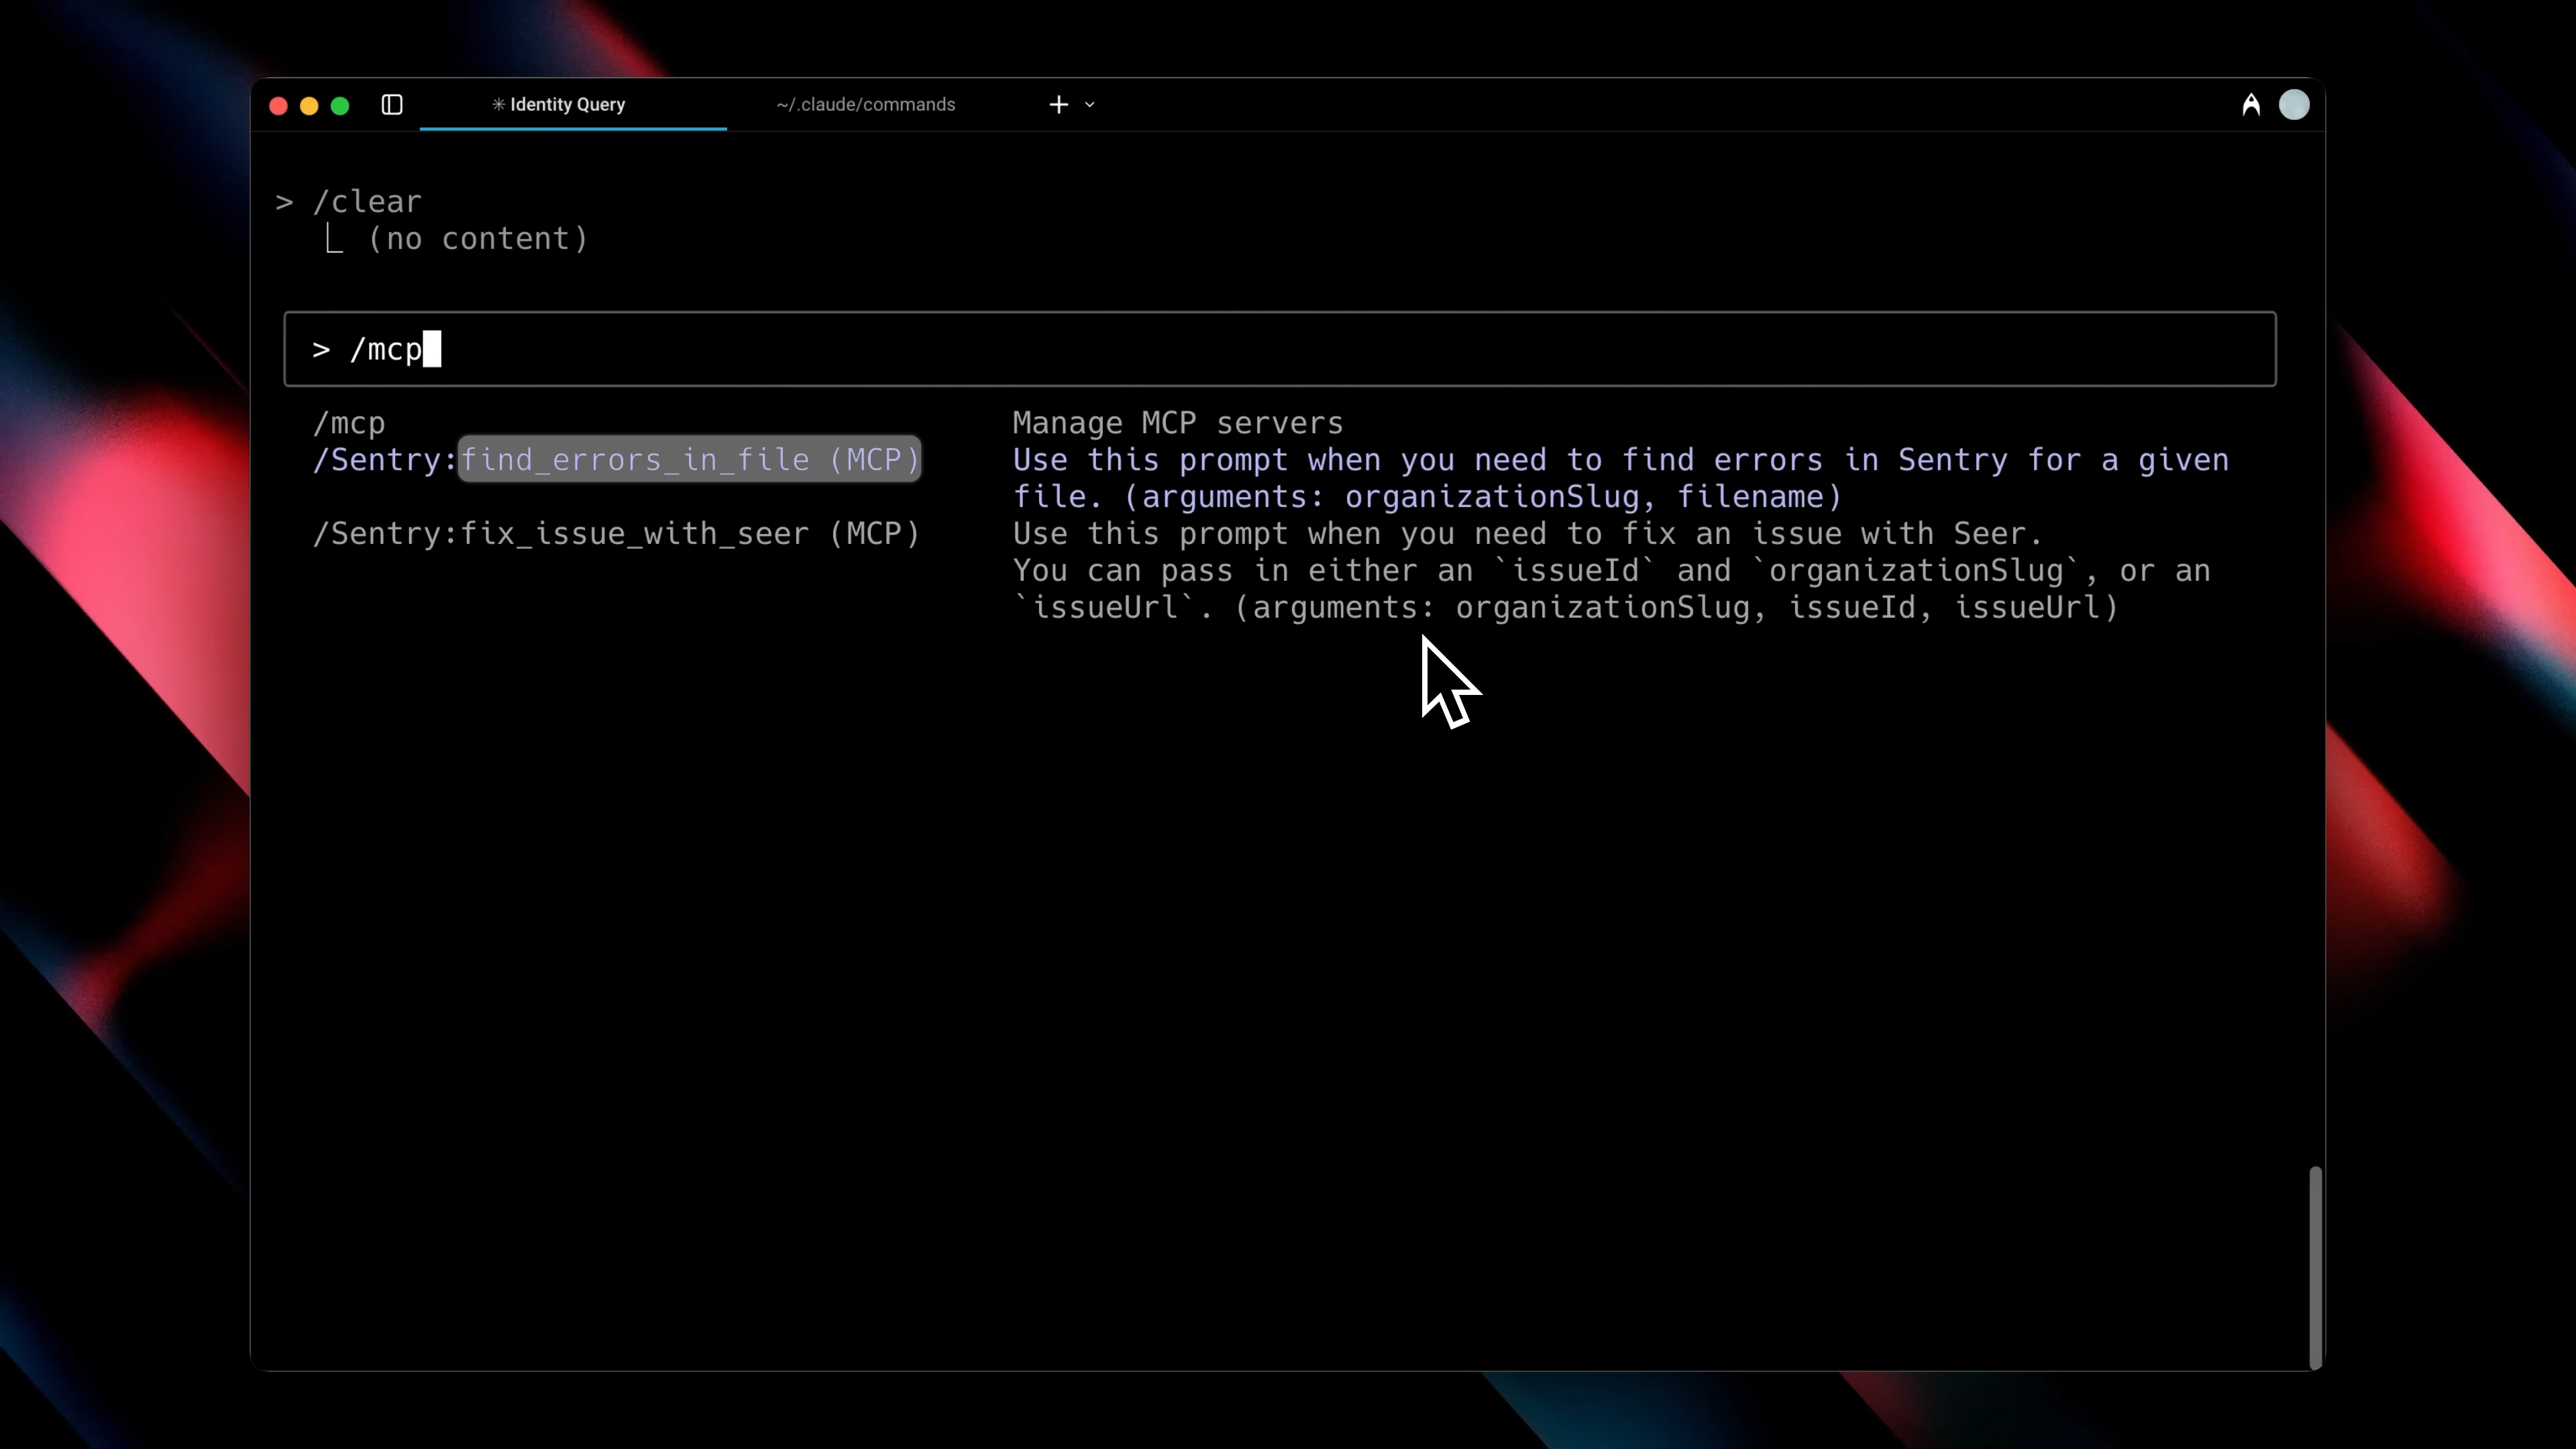 ✳ Identity Query
~/.claude/commands
> /clear
⎿ (no content)
> /mcp
/mcp Manage MCP servers
/Sentry:find_errors_in_file (MCP) Use this prompt when you need to find errors in Sentry for a given
file. (arguments: organizationSlug, filename)
/Sentry:fix_issue_with_seer (MCP) Use this prompt when you need to fix an issue with Seer.
You can pass in either an `issueId` and `organizationSlug`, or an
`issueUrl`. (arguments: organizationSlug, issueId, issueUrl)